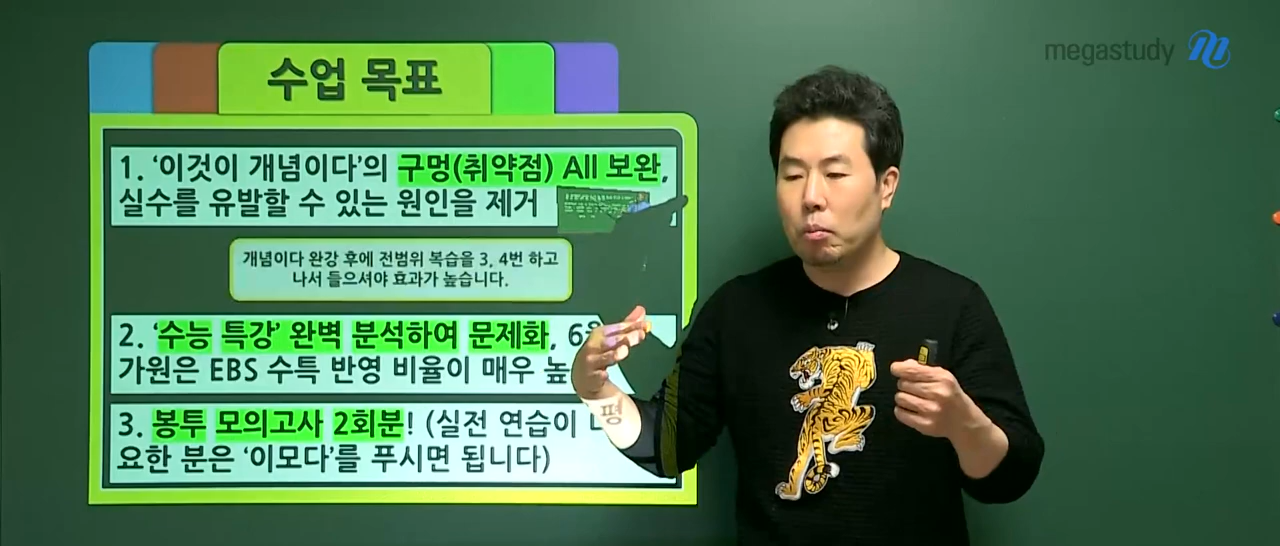 megastudy
수업 목표
1. ‘이것이 개념이다’의 구멍(취약점) All 보완,
실수를 유발할 수 있는 원인을 제거
개념이다 완강 후에 전범위 복습을 3, 4번 하고
나서 들으셔야 효과가 높습니다.
2. ‘수능 특강’ 완벽 분석하여 문제화, 6
가원은 EBS 수특 반영 비율이 매우 높
평
3. 봉투 모의고사 2회분! (실전 연습이
요한 분은 ‘이모다’를 푸시면 됩니다)